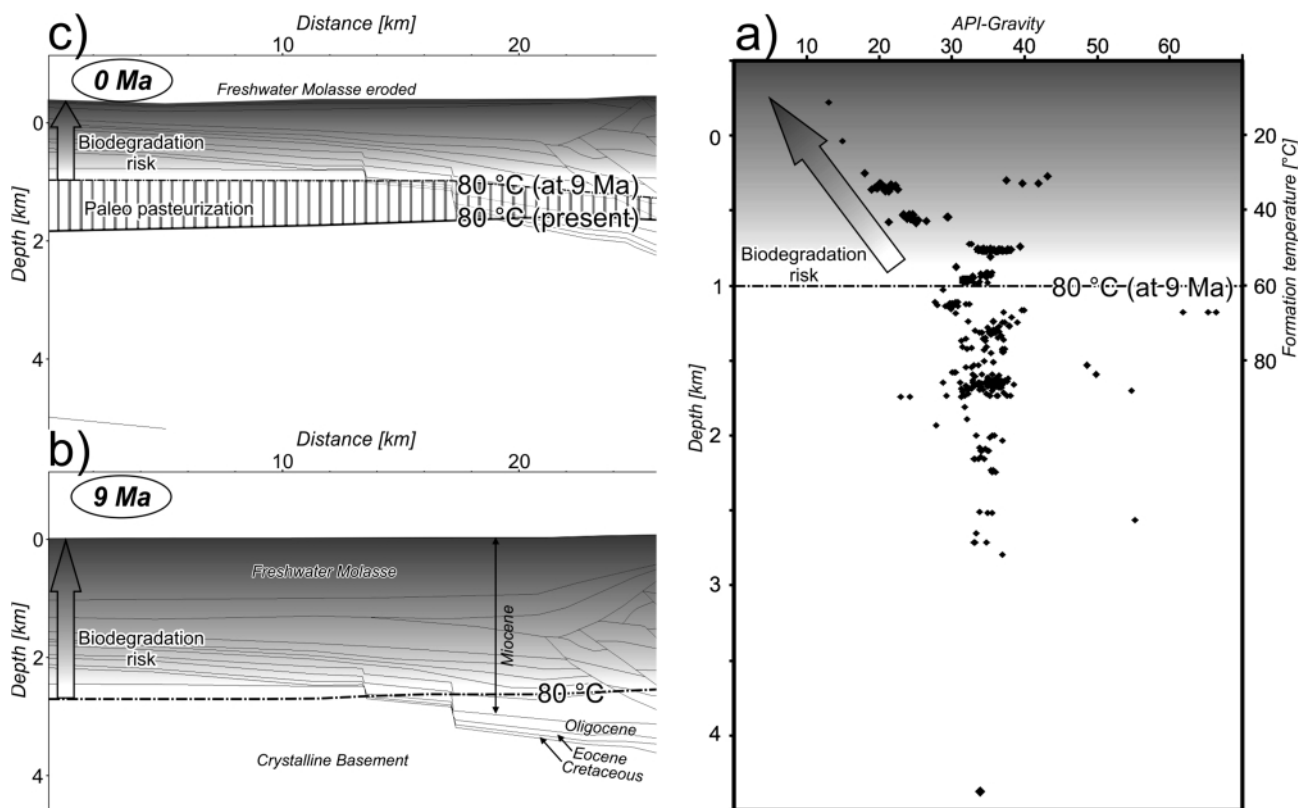 c)
Distance [km]
10
20
0 Ma
Freshwater Molasse eroded
0
Biodegradation
risk
80 °C (at 9 Ma)
Paleo pasteurization
80 °C (present)
2
Depth [km]
4
b)
Distance [km]
10
20
9 Ma
0
Freshwater Molasse
Depth [km]
Biodegradation
risk
Miocene
2
80 °C
Oligocene
Eocene
Cretaceous
Crystalline Basement
4
a)
API-Gravity
10
20
30
40
50
60
0
20
40
Biodegradation
risk
1
80 °C (at 9 Ma)
60
Formation temperature [°C]
80
Depth [km]
2
3
4